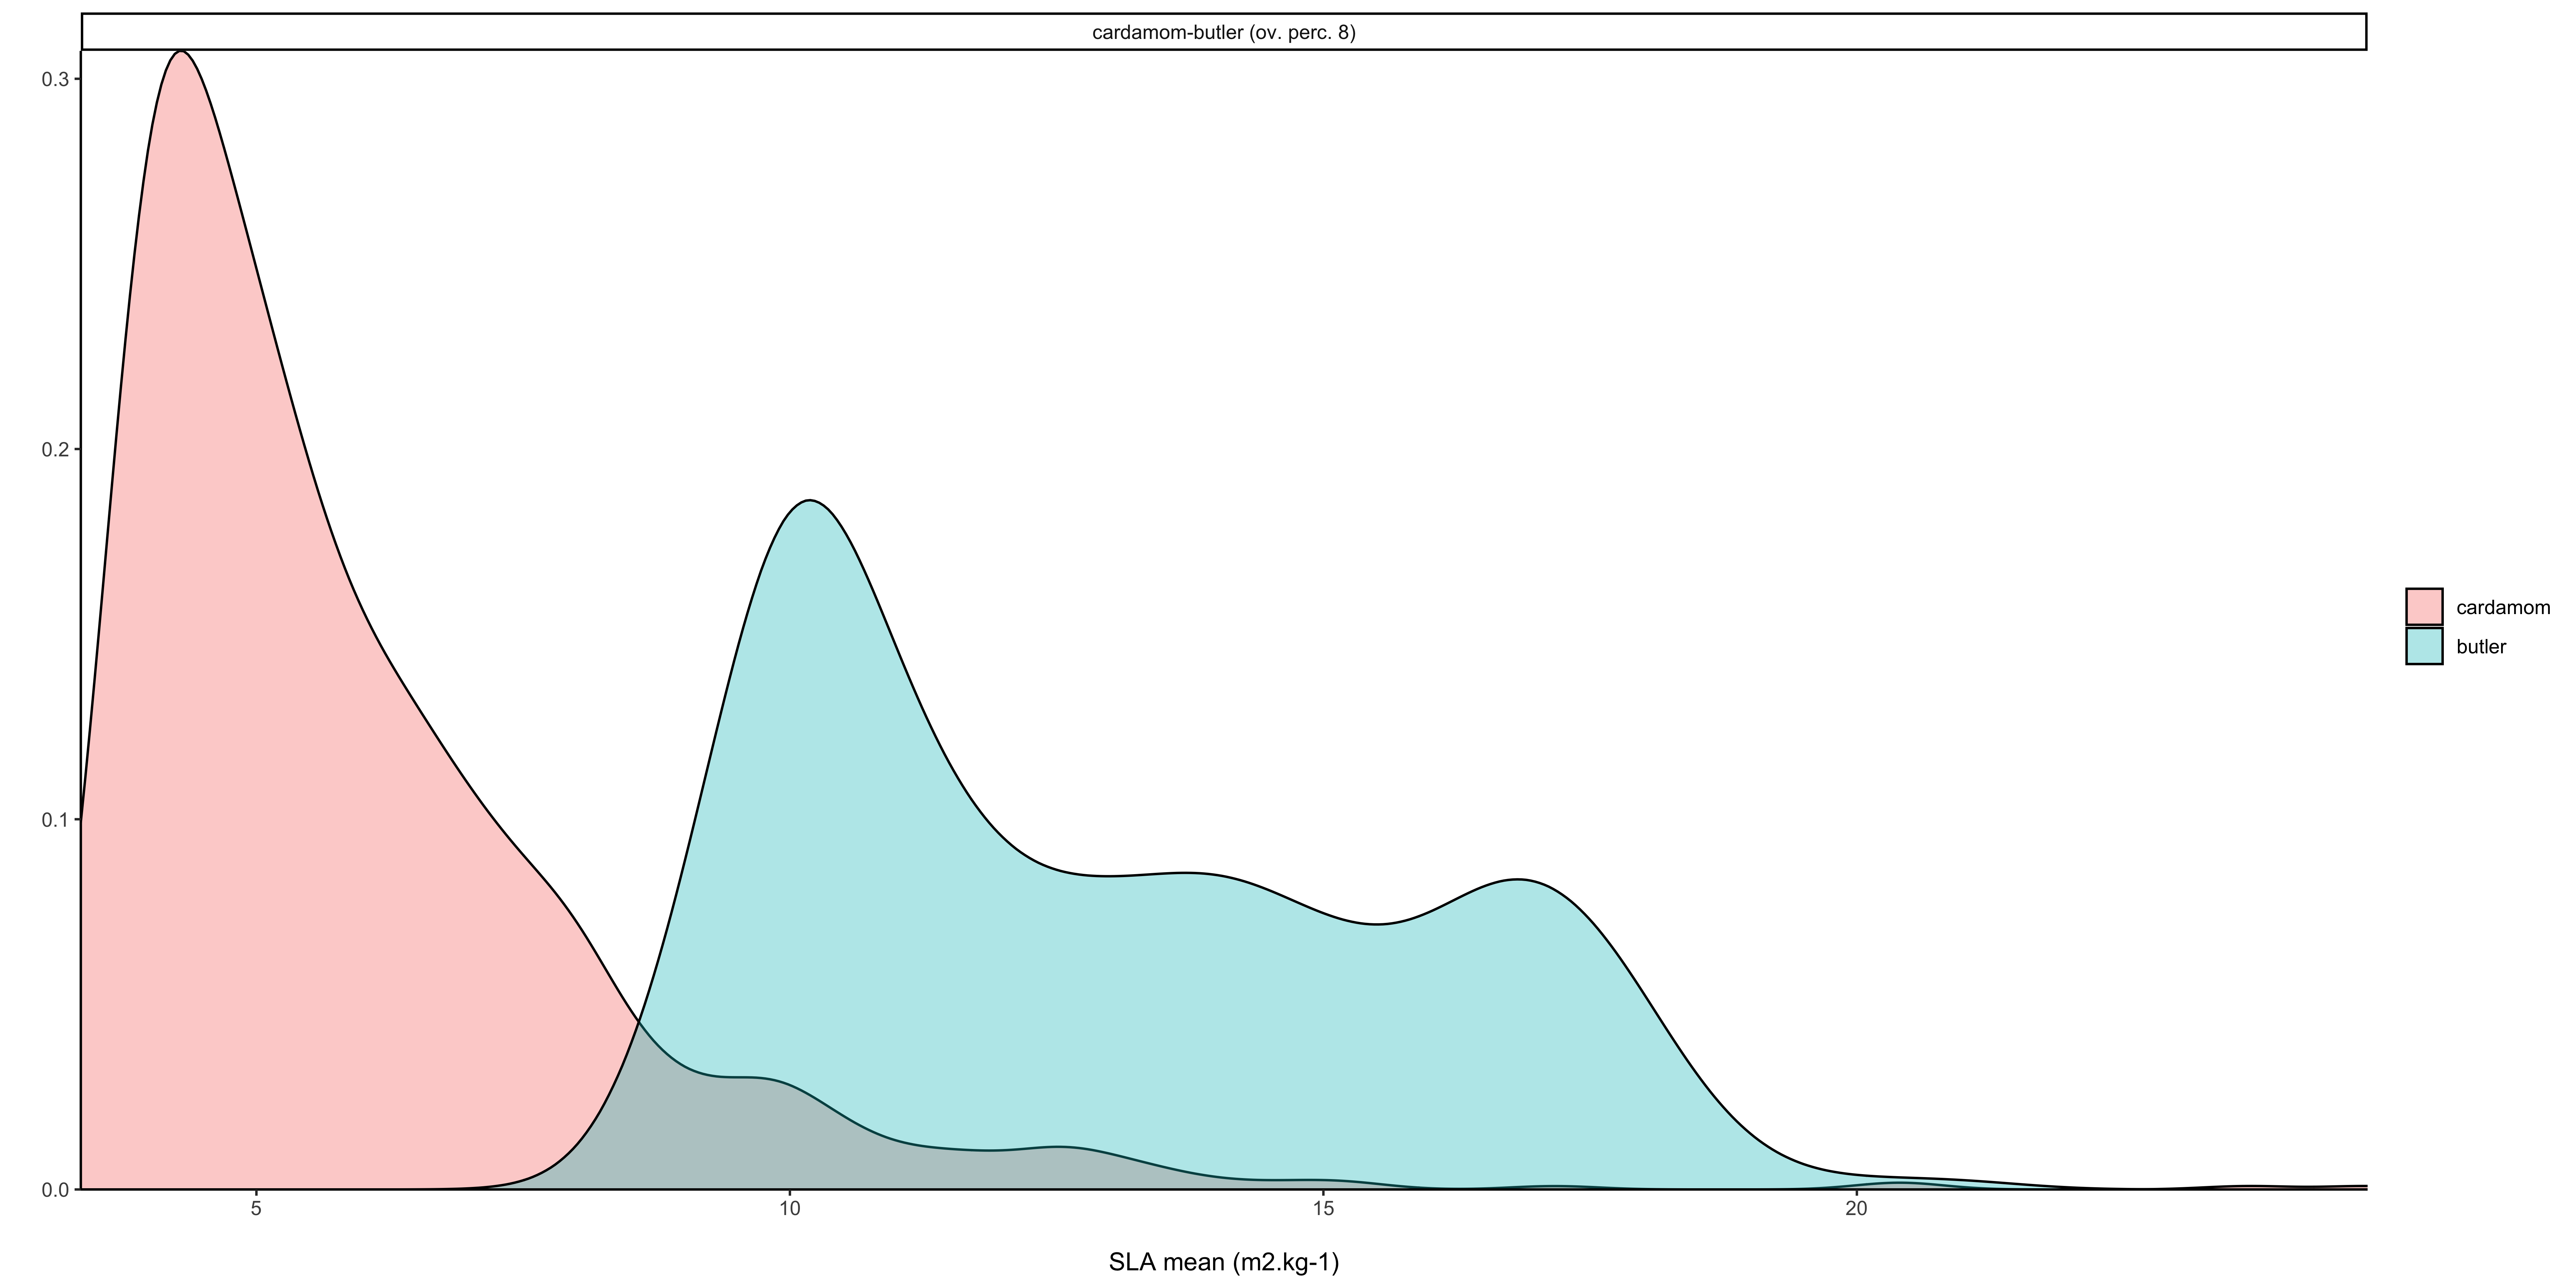 cardamom-butler (ov. perc. 8)
0.3
0.2
0.1
0.0
5
10
15
20
SLA mean (m2.kg-1)
cardamom
butler